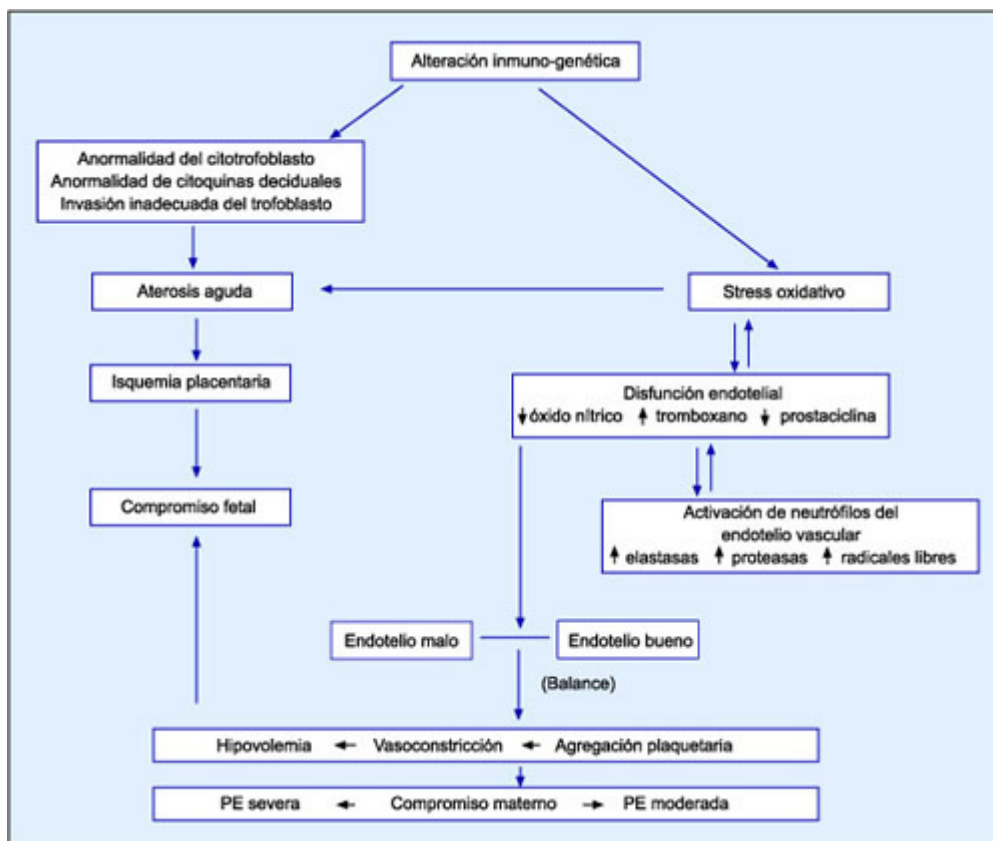 Alteración inmuno-genética
Anormalidad del citotrofoblasto
Anormalidad de citoquinas deciduales
Invasión inadecuada del trofoblasto
Aterosis aguda
Stress oxidativo
Isquemia placentaria
Disfunción endotelial
↓ óxido nítrico ↑ tromboxano ↓ prostaciclina
Compromiso fetal
Activación de neutrófilos del
endotelio vascular
↑ elastasas ↑ proteasas ↑ radicales libres
Endotelio malo
Endotelio bueno
(Balance)
Hipovolemia ← Vasoconstricción ← Agregación plaquetaria
PE severa ← Compromiso materno → PE moderada